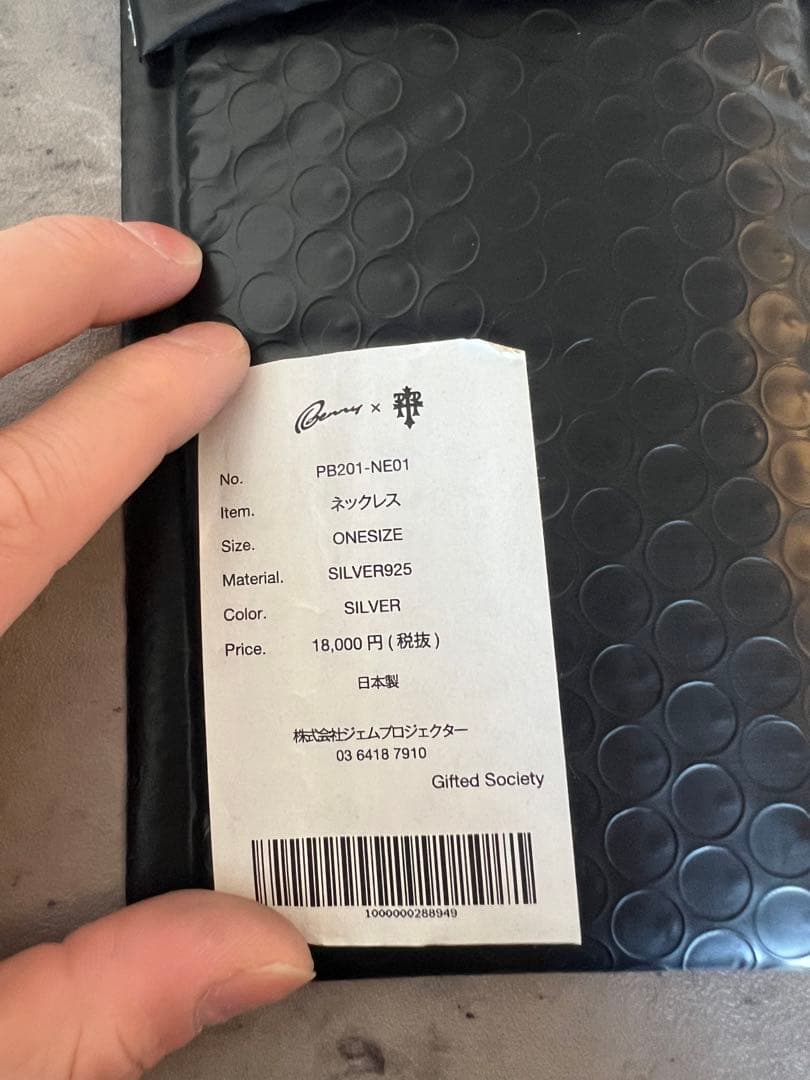 Berry ×
No. PB201-NE01
Item. ネックレス
Size. ONESIZE
Material. SILVER925
Color. SILVER
Price. 18,000 円 ( 税抜 )
日本製
株式会社ジェムプロジェクター
03 6418 7910
Gifted Society
1000000288949